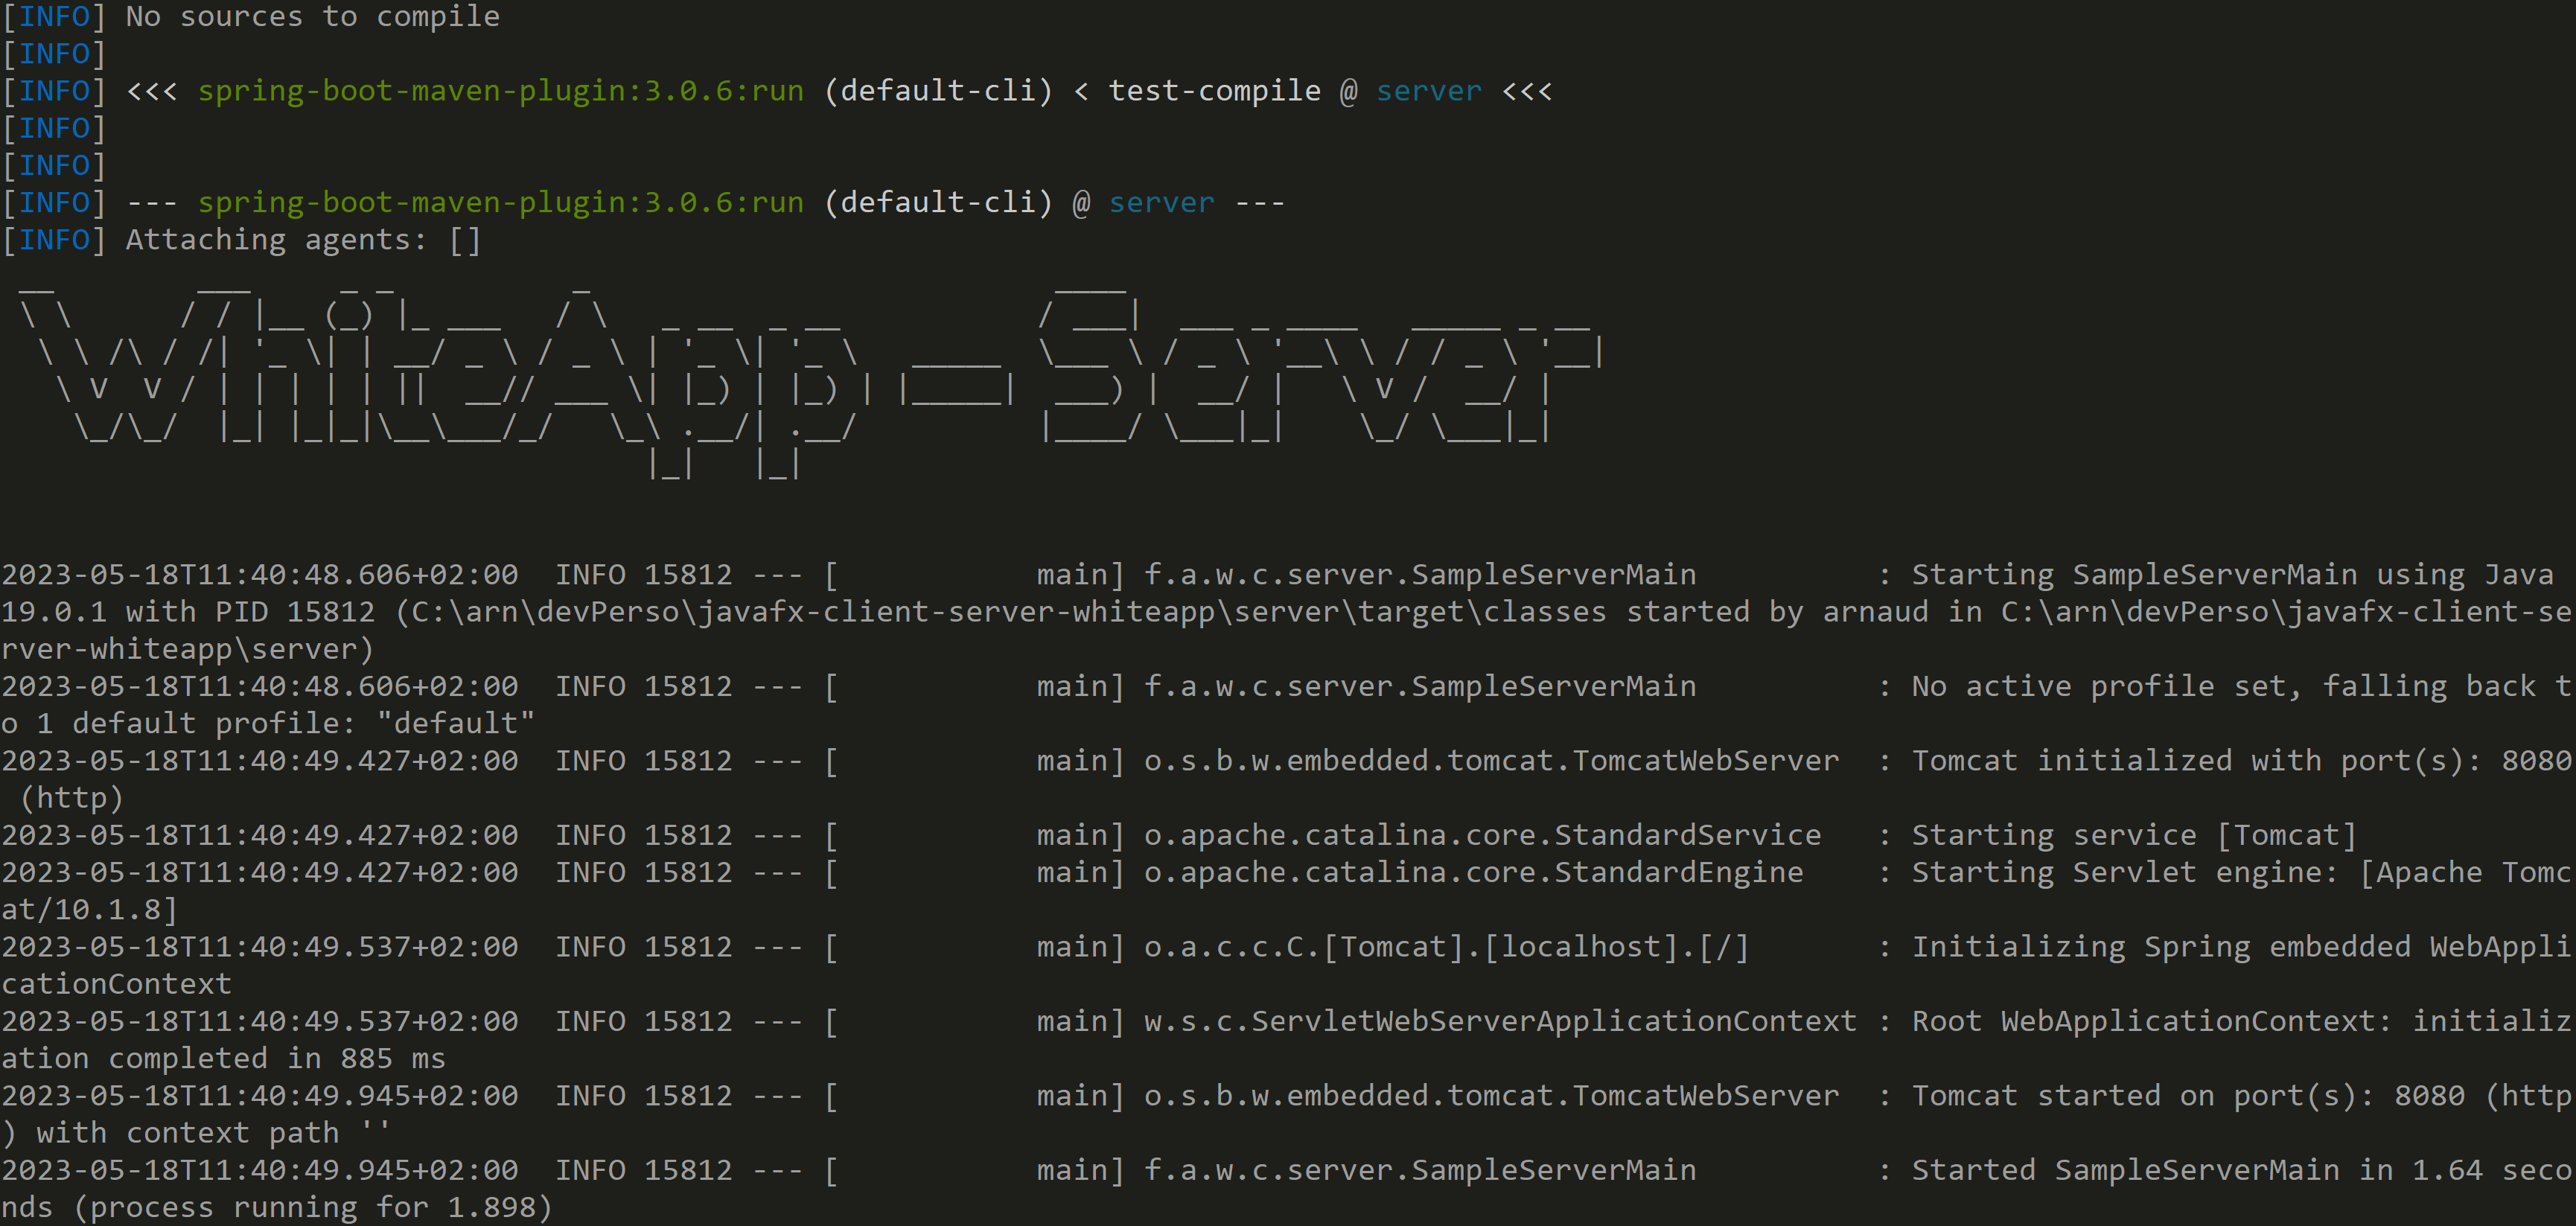 [INFO] No sources to compile
[INFO]
[INFO] <<< spring-boot-maven-plugin:3.0.6:run (default-cli) < test-compile @ server <<<
[INFO]
[INFO]
[INFO] --- spring-boot-maven-plugin:3.0.6:run (default-cli) @ server ---
[INFO] Attaching agents: []
WhiteApp - Server
2023-05-18T11:40:48.606+02:00  INFO 15812 --- [           main] f.a.w.c.server.SampleServerMain          : Starting SampleServerMain using Java
19.0.1 with PID 15812 (C:\arn\devPerso\javafx-client-server-whiteapp\server\target\classes started by arnaud in C:\arn\devPerso\javafx-client-se
rver-whiteapp\server)
2023-05-18T11:40:48.606+02:00  INFO 15812 --- [           main] f.a.w.c.server.SampleServerMain          : No active profile set, falling back t
o 1 default profile: "default"
2023-05-18T11:40:49.427+02:00  INFO 15812 --- [           main] o.s.b.w.embedded.tomcat.TomcatWebServer  : Tomcat initialized with port(s): 8080
 (http)
2023-05-18T11:40:49.427+02:00  INFO 15812 --- [           main] o.apache.catalina.core.StandardService   : Starting service [Tomcat]
2023-05-18T11:40:49.427+02:00  INFO 15812 --- [           main] o.apache.catalina.core.StandardEngine    : Starting Servlet engine: [Apache Tomc
at/10.1.8]
2023-05-18T11:40:49.537+02:00  INFO 15812 --- [           main] o.a.c.c.C.[Tomcat].[localhost].[/]       : Initializing Spring embedded WebAppli
cationContext
2023-05-18T11:40:49.537+02:00  INFO 15812 --- [           main] w.s.c.ServletWebServerApplicationContext : Root WebApplicationContext: initializ
ation completed in 885 ms
2023-05-18T11:40:49.945+02:00  INFO 15812 --- [           main] o.s.b.w.embedded.tomcat.TomcatWebServer  : Tomcat started on port(s): 8080 (http
) with context path ''
2023-05-18T11:40:49.945+02:00  INFO 15812 --- [           main] f.a.w.c.server.SampleServerMain          : Started SampleServerMain in 1.64 seco
nds (process running for 1.898)